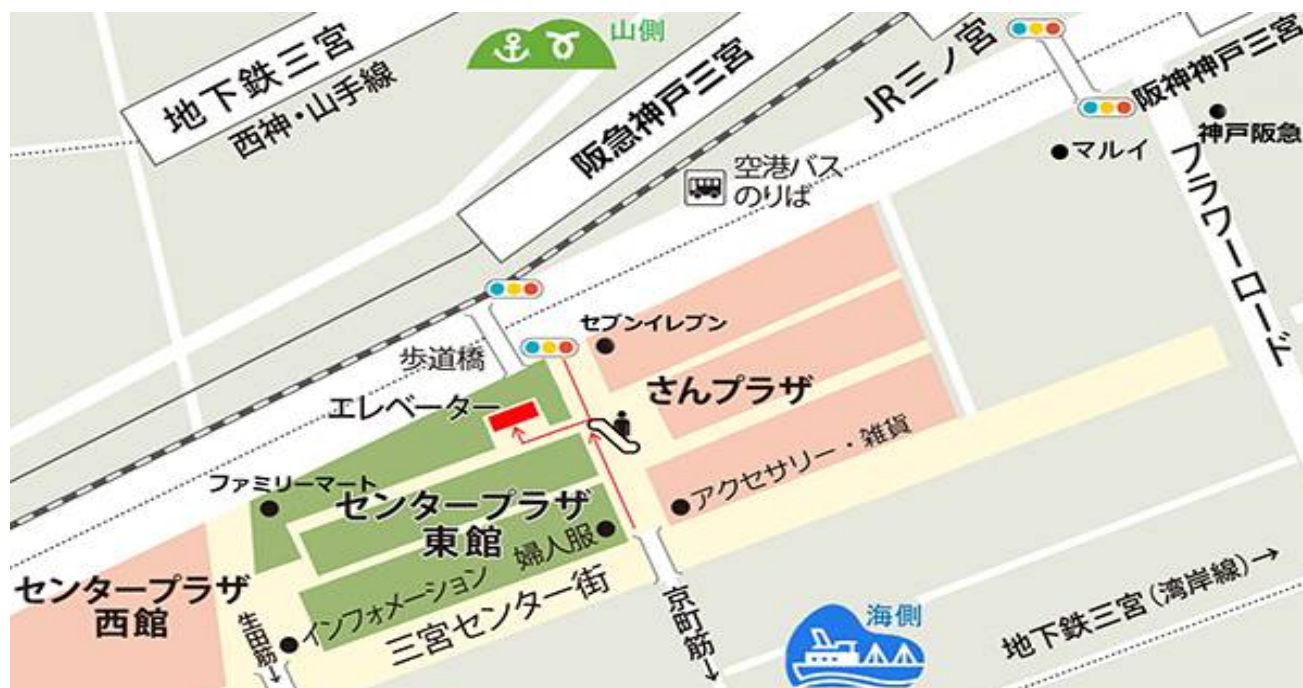 地下鉄三宮
西神・山手線
山側
阪急神戸三宮
JR三ノ宮
阪神神戸三宮
神戸阪急
マルイ
フラワーロード
空港バス
のりば
セブンイレブン
歩道橋
さんプラザ
エレベーター
アクセサリー・雑貨
ファミリーマート
センタープラザ
東館
婦人服
インフォメーション
センタープラザ
西館
三宮センター街
生田筋→
京町筋→
海側
地下鉄三宮(湾岸線)→